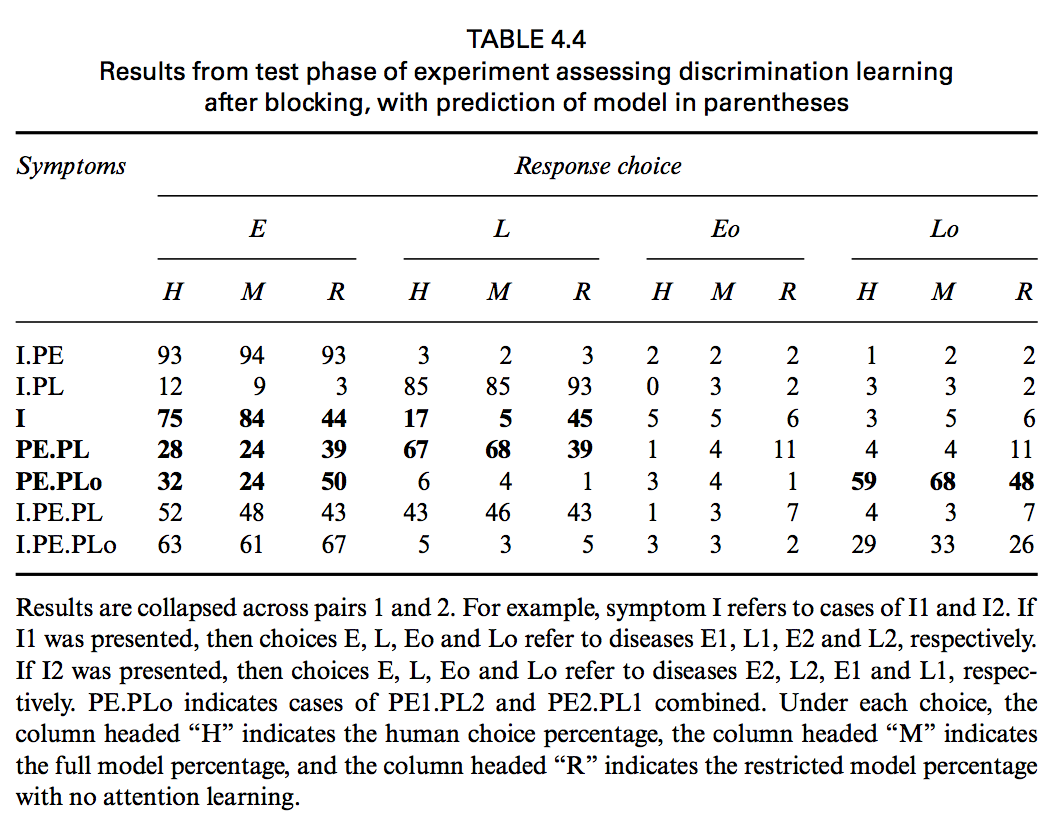 TABLE 4.4
Results from test phase of experiment assessing discrimination learning
after blocking, with prediction of model in parentheses
Symptoms Response choice
E L Eo Lo
H M R H M R H M R H M R
I.PE 93 94 93 3 2 3 2 2 2 1 2 2
I.PL 12 9 3 85 85 93 0 3 2 3 3 2
I 75 84 44 17 5 45 5 5 6 3 5 6
PE.PL 28 24 39 67 68 39 1 4 11 4 4 11
PE.PLo 32 24 50 6 4 1 3 4 1 59 68 48
I.PE.PL 52 48 43 43 46 43 1 3 7 4 3 7
I.PE.PLo 63 61 67 5 3 5 3 3 2 29 33 26
Results are collapsed across pairs 1 and 2. For example, symptom I refers to cases of I1 and I2. If
I1 was presented, then choices E, L, Eo and Lo refer to diseases E1, L1, E2 and L2, respectively.
If I2 was presented, then choices E, L, Eo and Lo refer to diseases E2, L2, E1 and L1, respec-
tively. PE.PLo indicates cases of PE1.PL2 and PE2.PL1 combined. Under each choice, the
column headed “H” indicates the human choice percentage, the column headed “M” indicates
the full model percentage, and the column headed “R” indicates the restricted model percentage
with no attention learning.